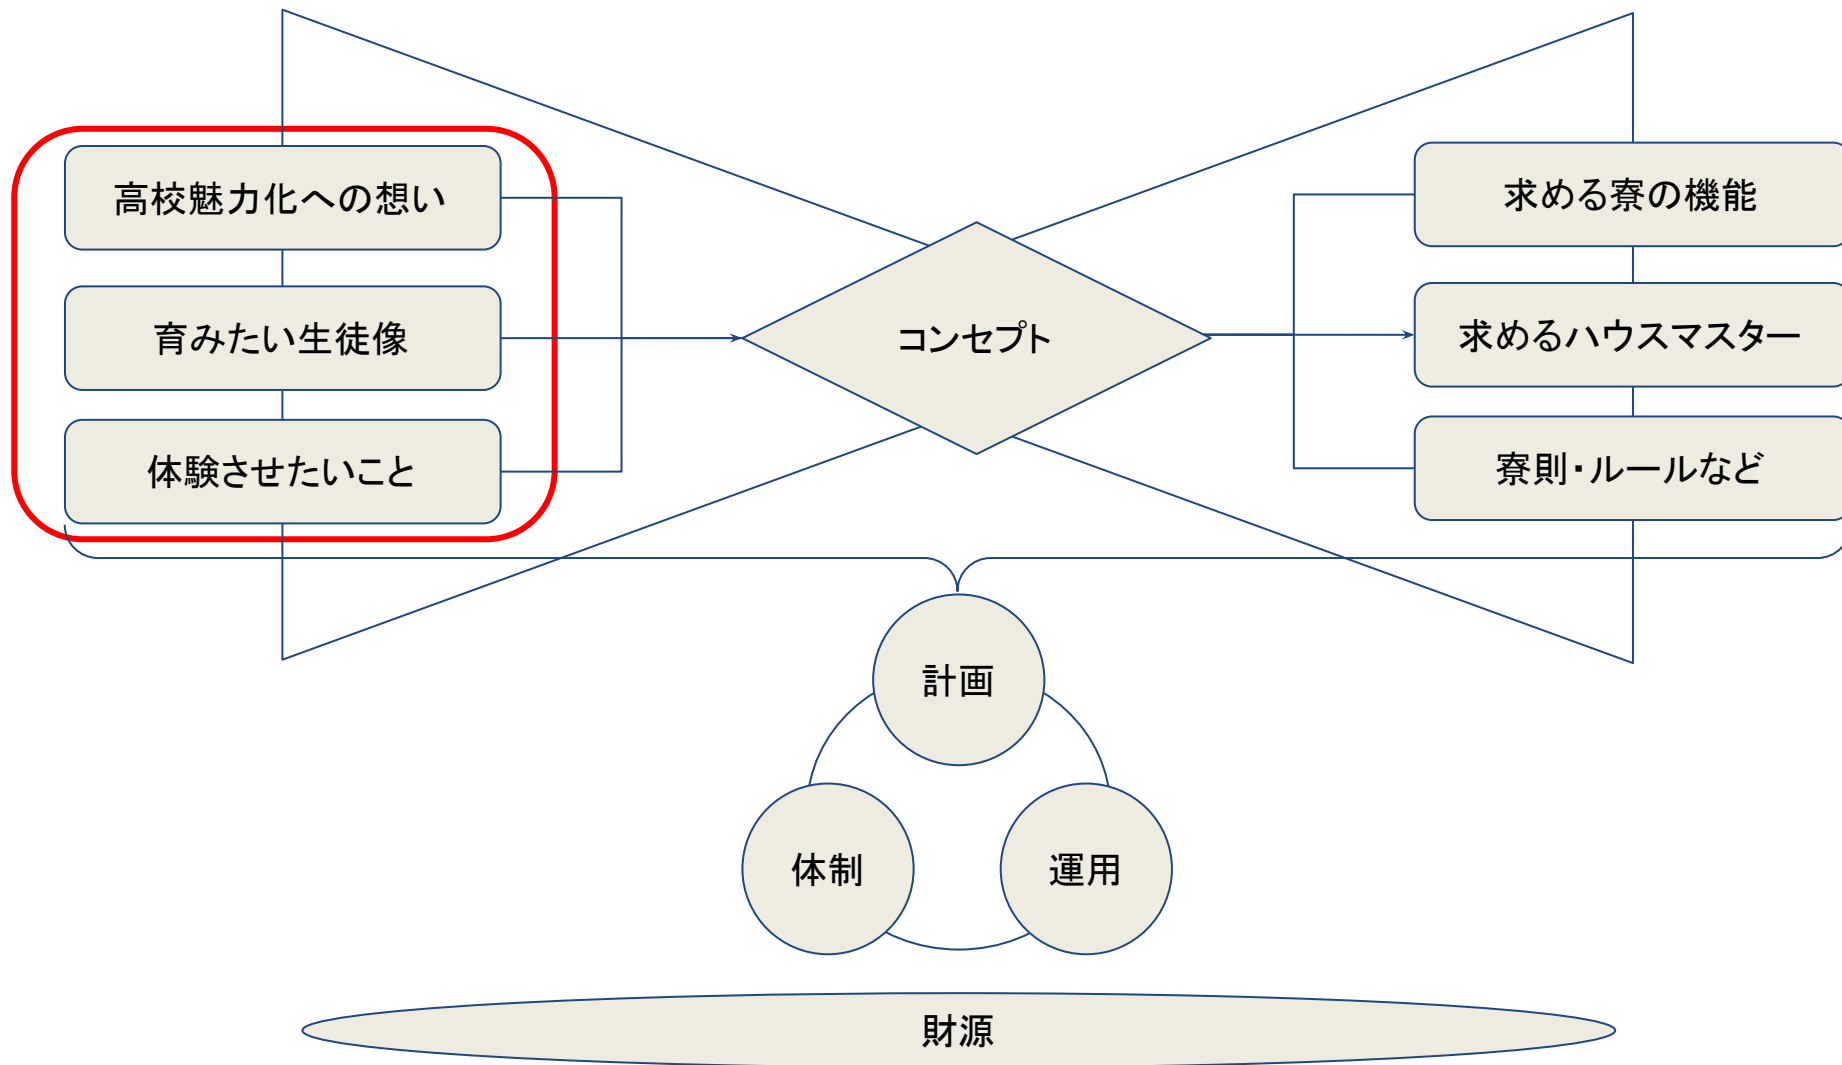 高校魅力化への想い
育みたい生徒像
体験させたいこと
コンセプト
求める寮の機能
求めるハウスマスター
寮則・ルールなど
計画
体制
運用
財源